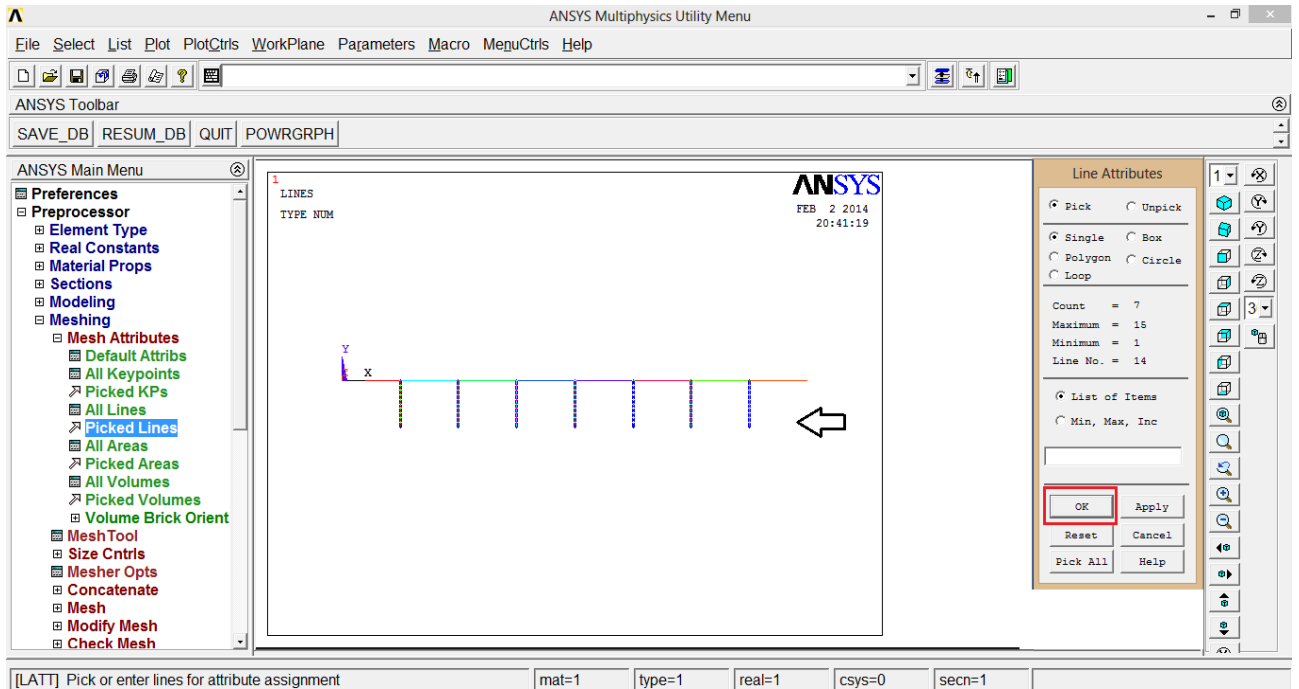 ANSYS Multiphysics Utility Menu
File Select List Plot PlotCtrls WorkPlane Parameters Macro MenuCtrls Help
ANSYS Toolbar
SAVE_DB RESUM_DB QUIT POWRGRPH
ANSYS Main Menu
Preferences
Preprocessor
Element Type
Real Constants
Material Props
Sections
Modeling
Meshing
Mesh Attributes
Default Attribs
All Keypoints
Picked KPs
All Lines
Picked Lines
All Areas
Picked Areas
All Volumes
Picked Volumes
Volume Brick Orient
MeshTool
Size Cntrls
Mesher Opts
Concatenate
Mesh
Modify Mesh
Check Mesh
1
LINES
TYPE NUM
ANSYS
FEB 2 2014
20:41:19
Y
X
Line Attributes
Pick Unpick
Single Box
Polygon Circle
Loop
Count = 7
Maximum = 15
Minimum = 1
Line No. = 14
List of Items
Min, Max, Inc
OK Apply
Reset Cancel
Pick All Help
1
3
[LATT] Pick or enter lines for attribute assignment
mat=1 type=1 real=1 csys=0 secn=1